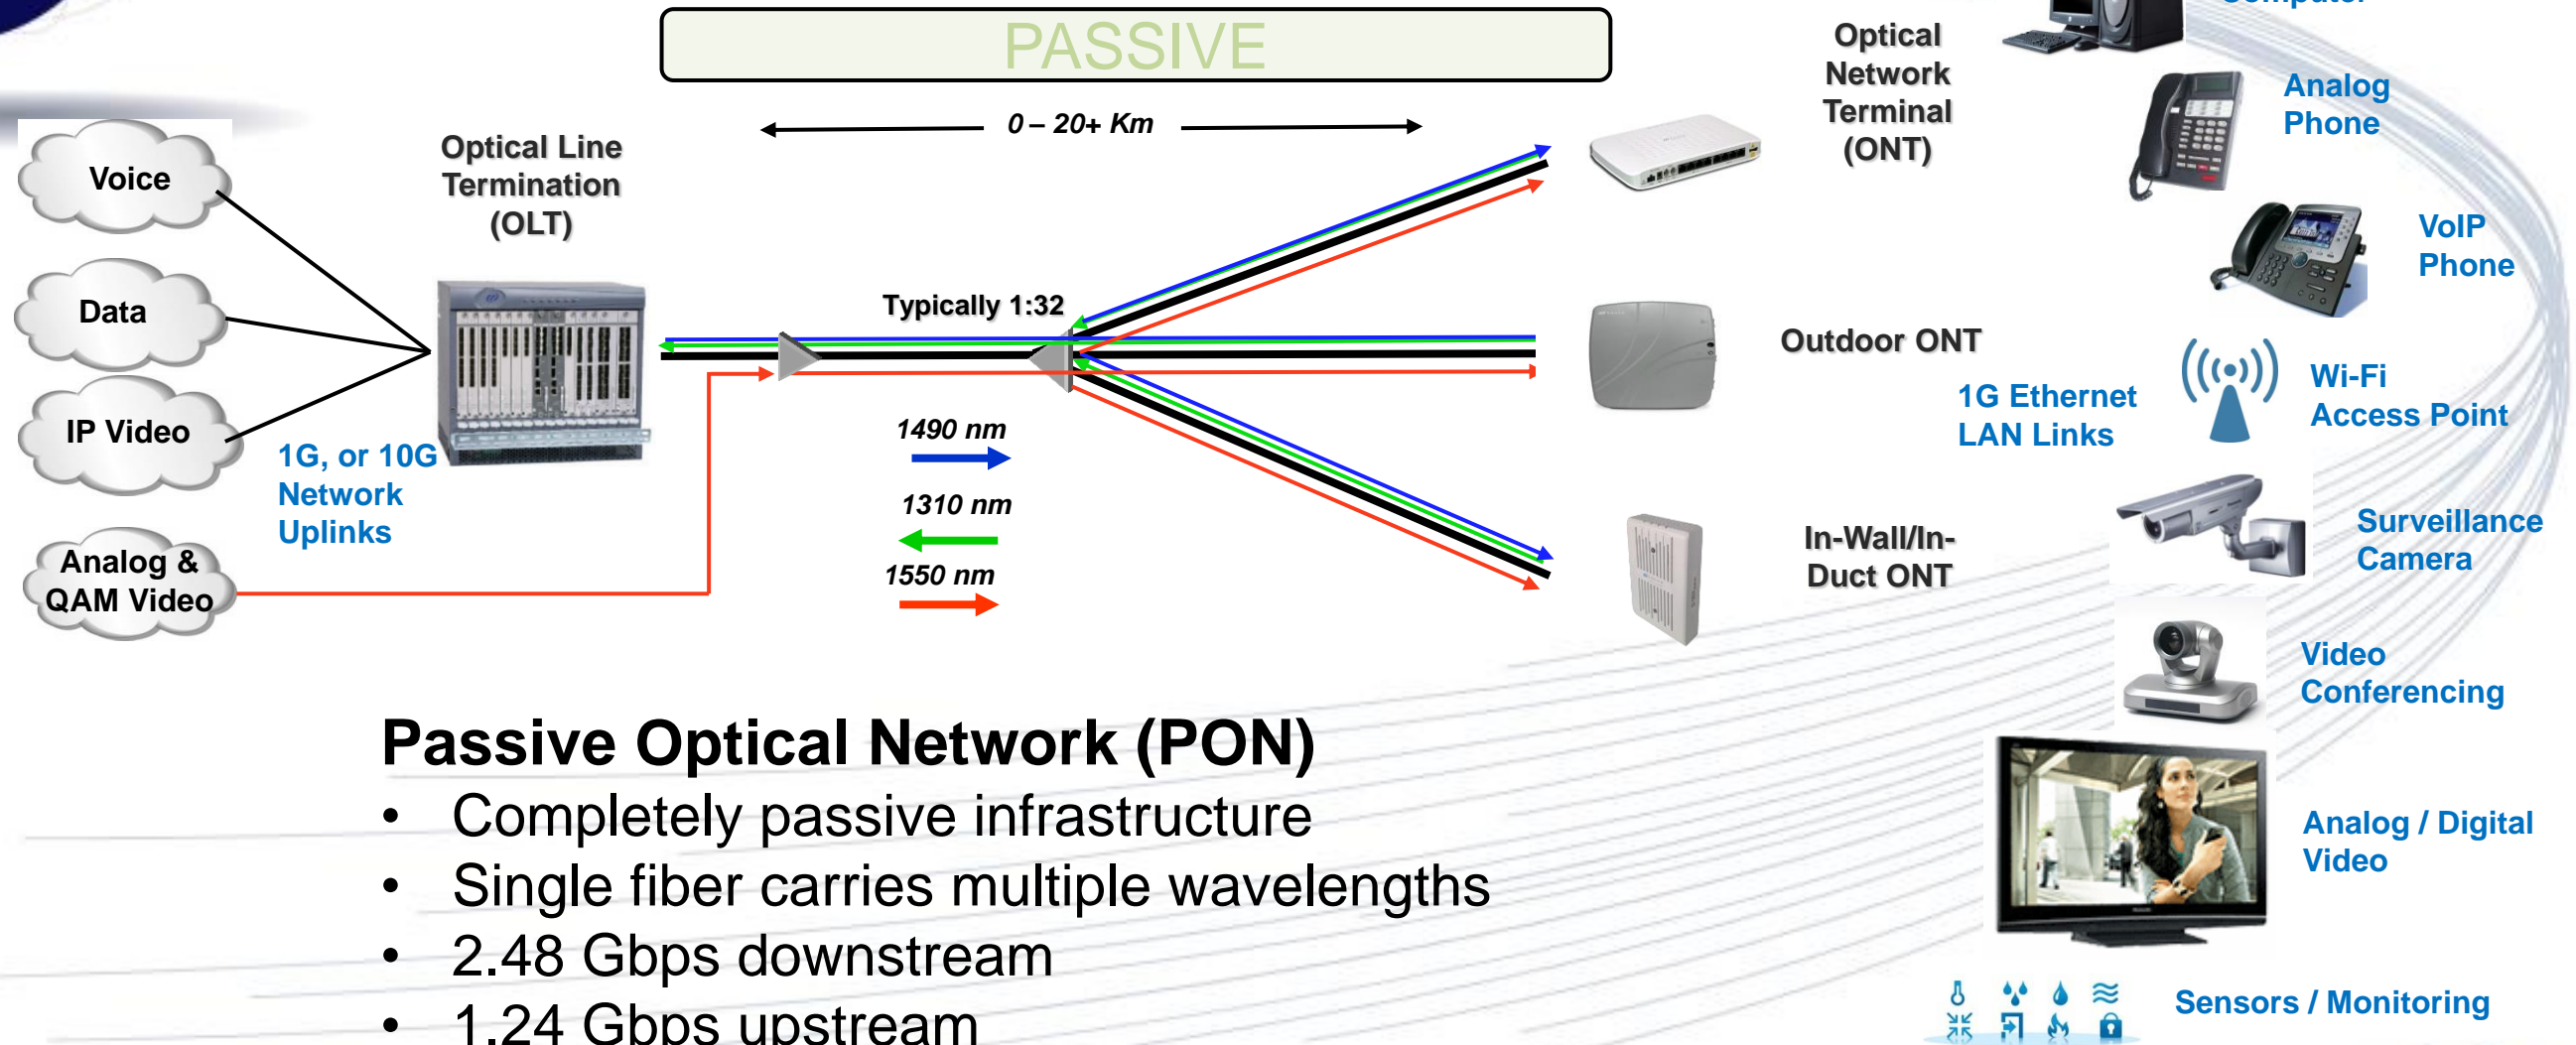 PASSIVE
0 – 20+ Km
Voice
Data
IP Video
Analog &
QAM Video
1G, or 10G
Network
Uplinks
Optical Line
Termination
(OLT)
Typically 1:32
1490 nm
1310 nm
1550 nm
Optical
Network
Terminal
(ONT)
Outdoor ONT
In-Wall/In-
Duct ONT
1G Ethernet
LAN Links
Computer
Analog
Phone
VoIP
Phone
Wi-Fi
Access Point
Surveillance
Camera
Video
Conferencing
Analog / Digital
Video
Sensors / Monitoring
Passive Optical Network (PON)
• Completely passive infrastructure
• Single fiber carries multiple wavelengths
• 2.48 Gbps downstream
• 1.24 Gbps upstream